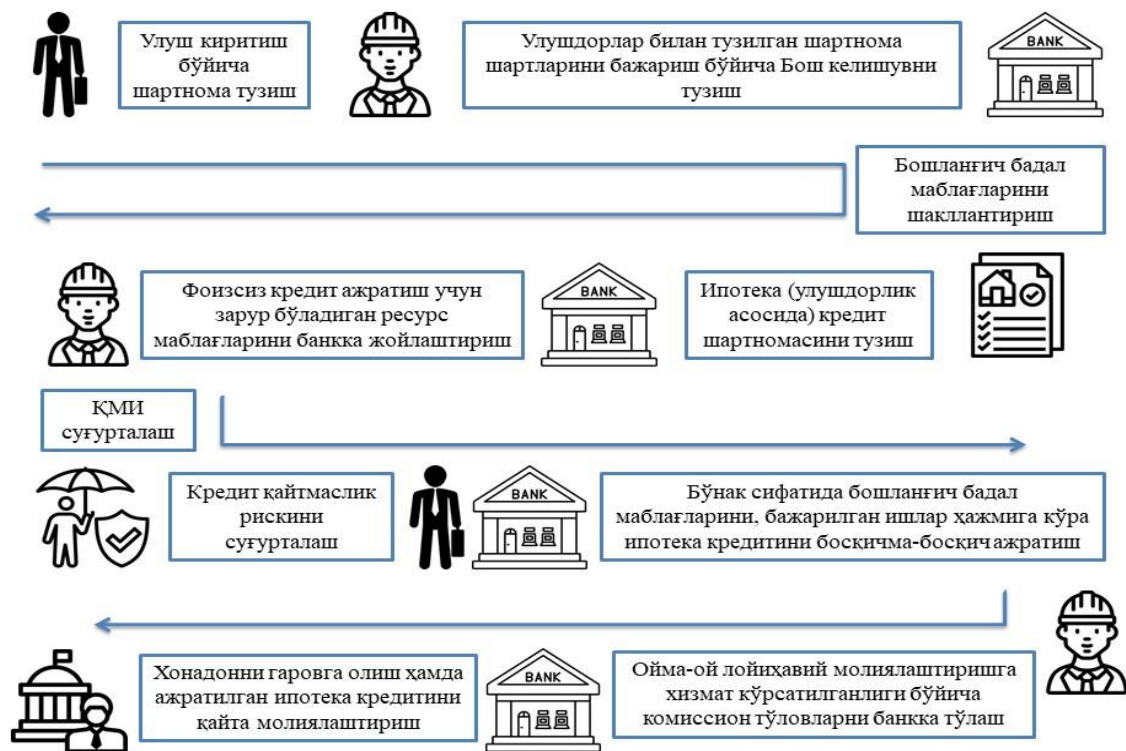 Улуш киритиш
бўйича
шартнома тузиш
Улушдорлар билан тузилган шартнома
шартларини бажариш бўйича Бош келишувни
тузиш
BANK
Бошланғич бадал
маблағларини
шакллантириш
Фоизсиз кредит ажратиш учун
зарур бўладиган ресурс
маблағларини банкка жойлаштириш
BANK
Ипотека (улушдорлик
асосида) кредит
шартномасини тузиш
ҚМИ
суғурталаш
Кредит қайтмаслик
рискини
суғурталаш
BANK
Бўнак сифатида бошланғич бадал
маблағларини, бажарилган ишлар ҳажмига кўра
ипотека кредитини босқичма-босқич ажратиш
Хонадонни гаровга олиш ҳамда
ажратилган ипотека кредитини
қайта молиялаштириш
BANK
Ойма-ой лойиҳавий молиялаштиришга
хизмат кўрсатилганлиги бўйича
комиссион тўловларни банкка тўлаш